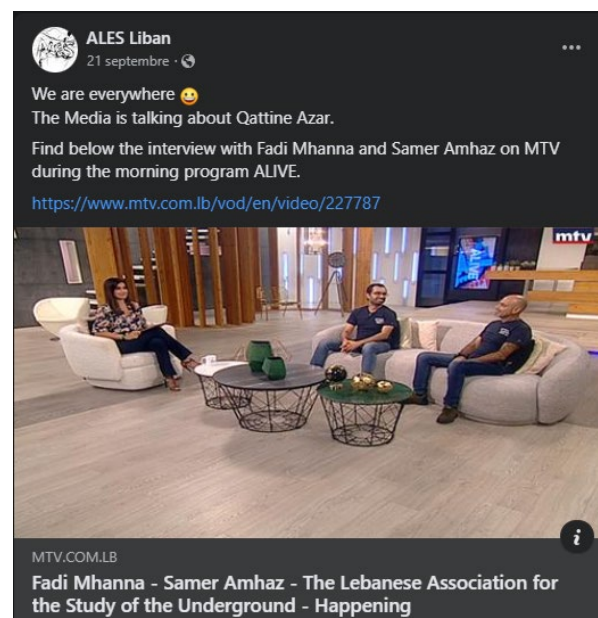 ALES Liban
21 septembre ·
We are everywhere 😀
The Media is talking about Qattine Azar.
Find below the interview with Fadi Mhanna and Samer Amhaz on MTV
during the morning program ALIVE.
https://www.mtv.com.lb/vod/en/video/227787
mtv
ALIVE
MTV.COM.LB
Fadi Mhanna - Samer Amhaz - The Lebanese Association for
the Study of the Underground - Happening